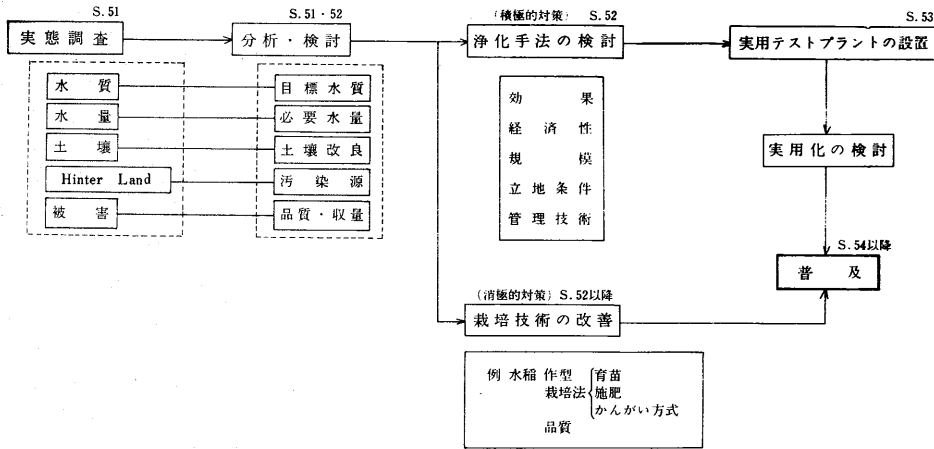 S.51
実態調査
S.51・52
分析・検討
(積極的対策) S.52
浄化手法の検討
S.53
実用テストプラントの設置
水質
目標水質
水量
必要水量
土壌
土壌改良
Hinter Land
汚染源
被害
品質・収量
効果
経済性
規模
立地条件
管理技術
実用化の検討
S.54以降
普及
(消極的対策) S.52以降
栽培技術の改善
例 水稲 作型 育苗
栽培法 施肥
かんがい方式
品質